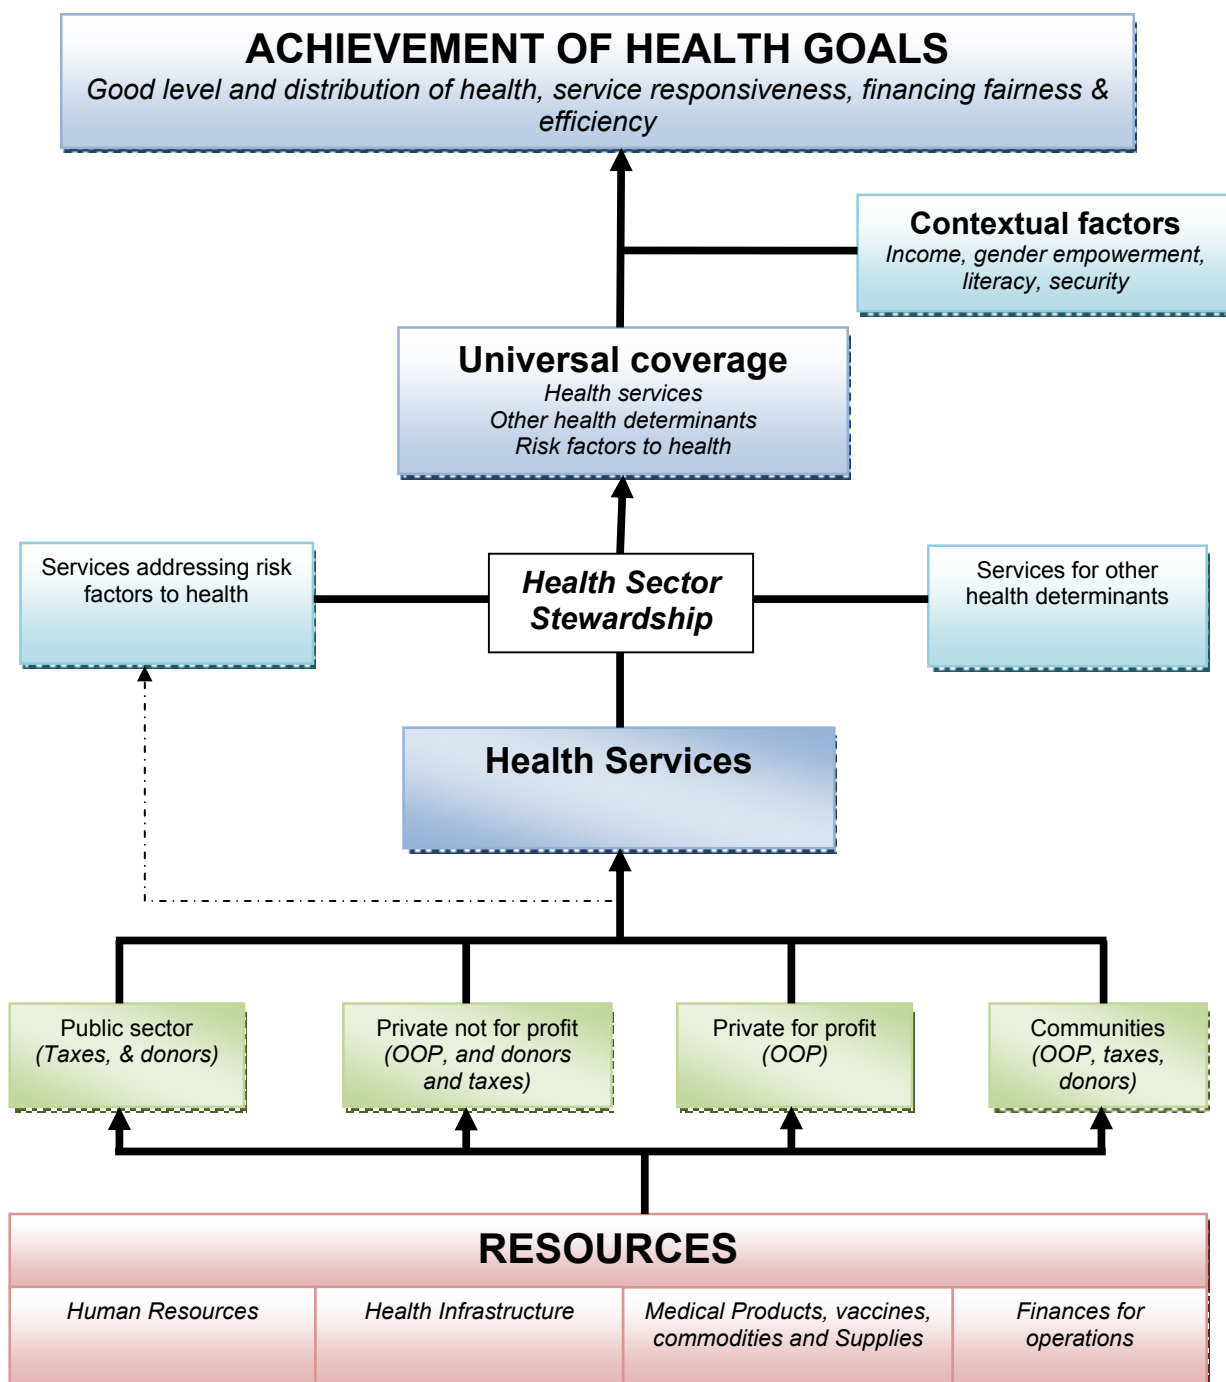 ACHIEVEMENT OF HEALTH GOALS
Good level and distribution of health, service responsiveness, financing fairness &
efficiency
Contextual factors
Income, gender empowerment,
literacy, security
Universal coverage
Health services
Other health determinants
Risk factors to health
Services addressing risk
factors to health
Health Sector
Stewardship
Services for other
health determinants
Health Services
Public sector
(Taxes, & donors)
Private not for profit
(OOP, and donors
and taxes)
Private for profit
(OOP)
Communities
(OOP, taxes,
donors)
RESOURCES
Human Resources
Health Infrastructure
Medical Products, vaccines,
commodities and Supplies
Finances for
operations